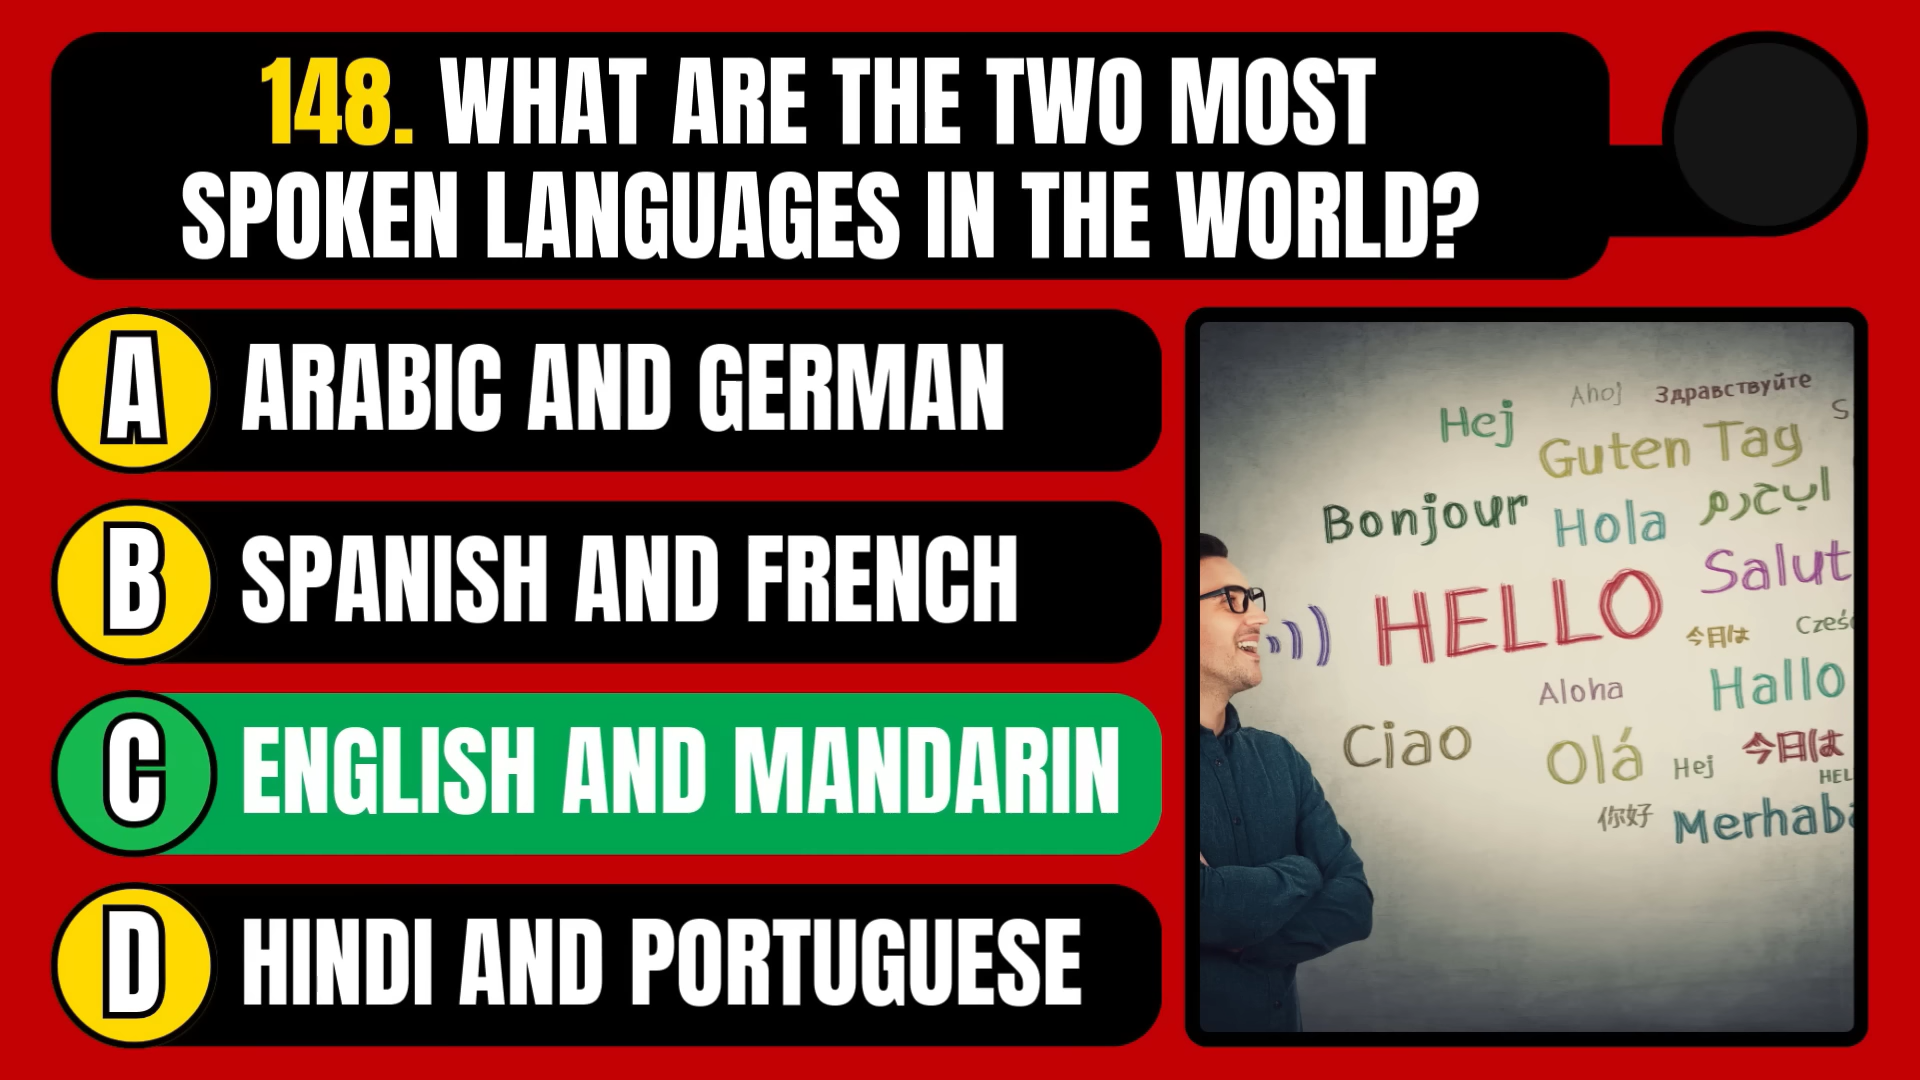 148. WHAT ARE THE TWO MOST
SPOKEN LANGUAGES IN THE WORLD?
A ARABIC AND GERMAN
B SPANISH AND FRENCH
C ENGLISH AND MANDARIN
D HINDI AND PORTUGUESE
Hej
Ahoj
Здравствуйте
Guten Tag
Bonjour
Hola
Salut
HELLO
今日は
Aloha
Hallo
Ciao
Olá
Hej
今日は
你好